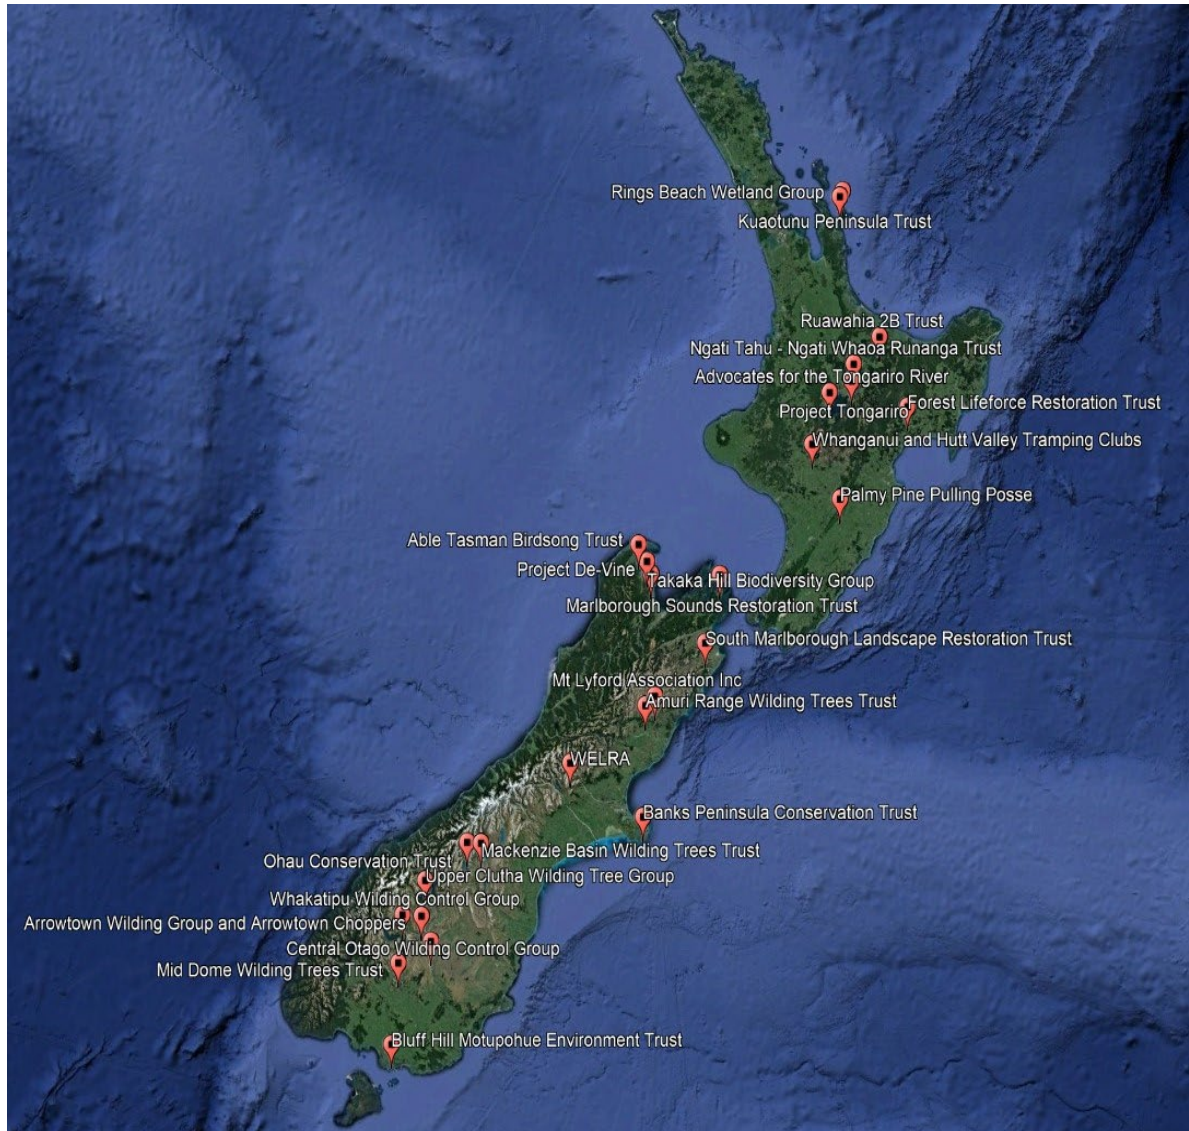 Rings Beach Wetland Group
Kuaotunu Peninsula Trust
Ruawahia 2B Trust
Ngati Tahu - Ngati Whaoa Runanga Trust
Advocates for the Tongariro River
Forest Lifeforce Restoration Trust
Project Tongariro
Whanganui and Hutt Valley Tramping Clubs
Palmy Pine Pulling Posse
Able Tasman Birdsong Trust
Project De-Vine
Takaka Hill Biodiversity Group
Marlborough Sounds Restoration Trust
South Marlborough Landscape Restoration Trust
Mt Lyford Association Inc
Amuri Range Wilding Trees Trust
WELRA
Banks Peninsula Conservation Trust
Mackenzie Basin Wilding Trees Trust
Ohau Conservation Trust
Upper Clutha Wilding Tree Group
Whakatipu Wilding Control Group
Arrowtown Wilding Group and Arrowtown Choppers
Central Otago Wilding Control Group
Mid Dome Wilding Trees Trust
Bluff Hill Motupohue Environment Trust